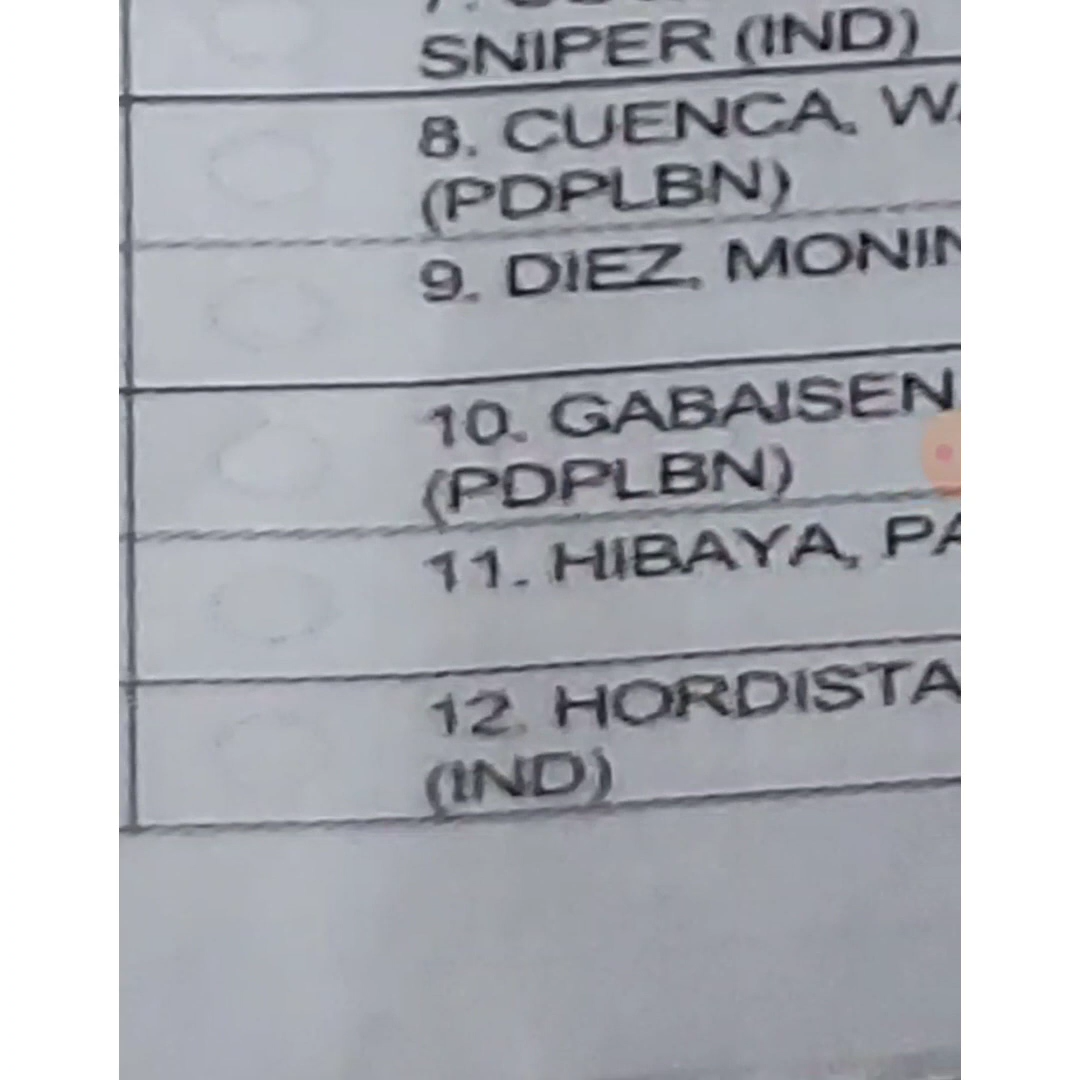 SNIPER (IND)
8. CUENCA, W
(PDPLBN)
9. DIEZ, MONIN
10. GABAISEN
(PDPLBN)
11. HIBAYA, PA
12. HORDISTA
(IND)